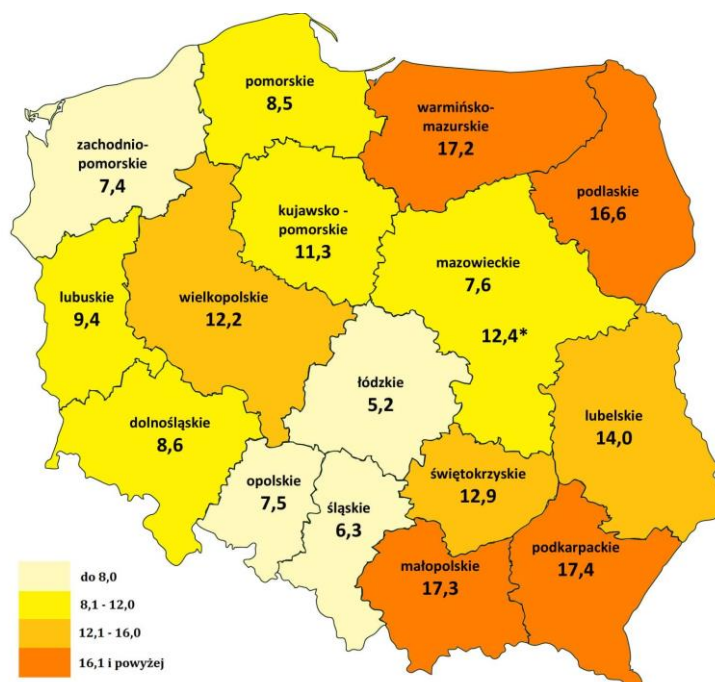 pomorskie
8,5
warmińsko-
mazurskie
17,2
zachodnio-
pomorskie
7,4
podlaskie
16,6
kujawsko -
pomorskie
11,3
mazowieckie
7,6
12,4*
lubuskie
9,4
wielkopolskie
12,2
łódzkie
5,2
lubelskie
14,0
dolnośląskie
8,6
opolskie
7,5
śląskie
6,3
świętokrzyskie
12,9
małopolskie
17,3
podkarpackie
17,4
do 8,0
8,1 - 12,0
12,1 - 16,0
16,1 i powyżej